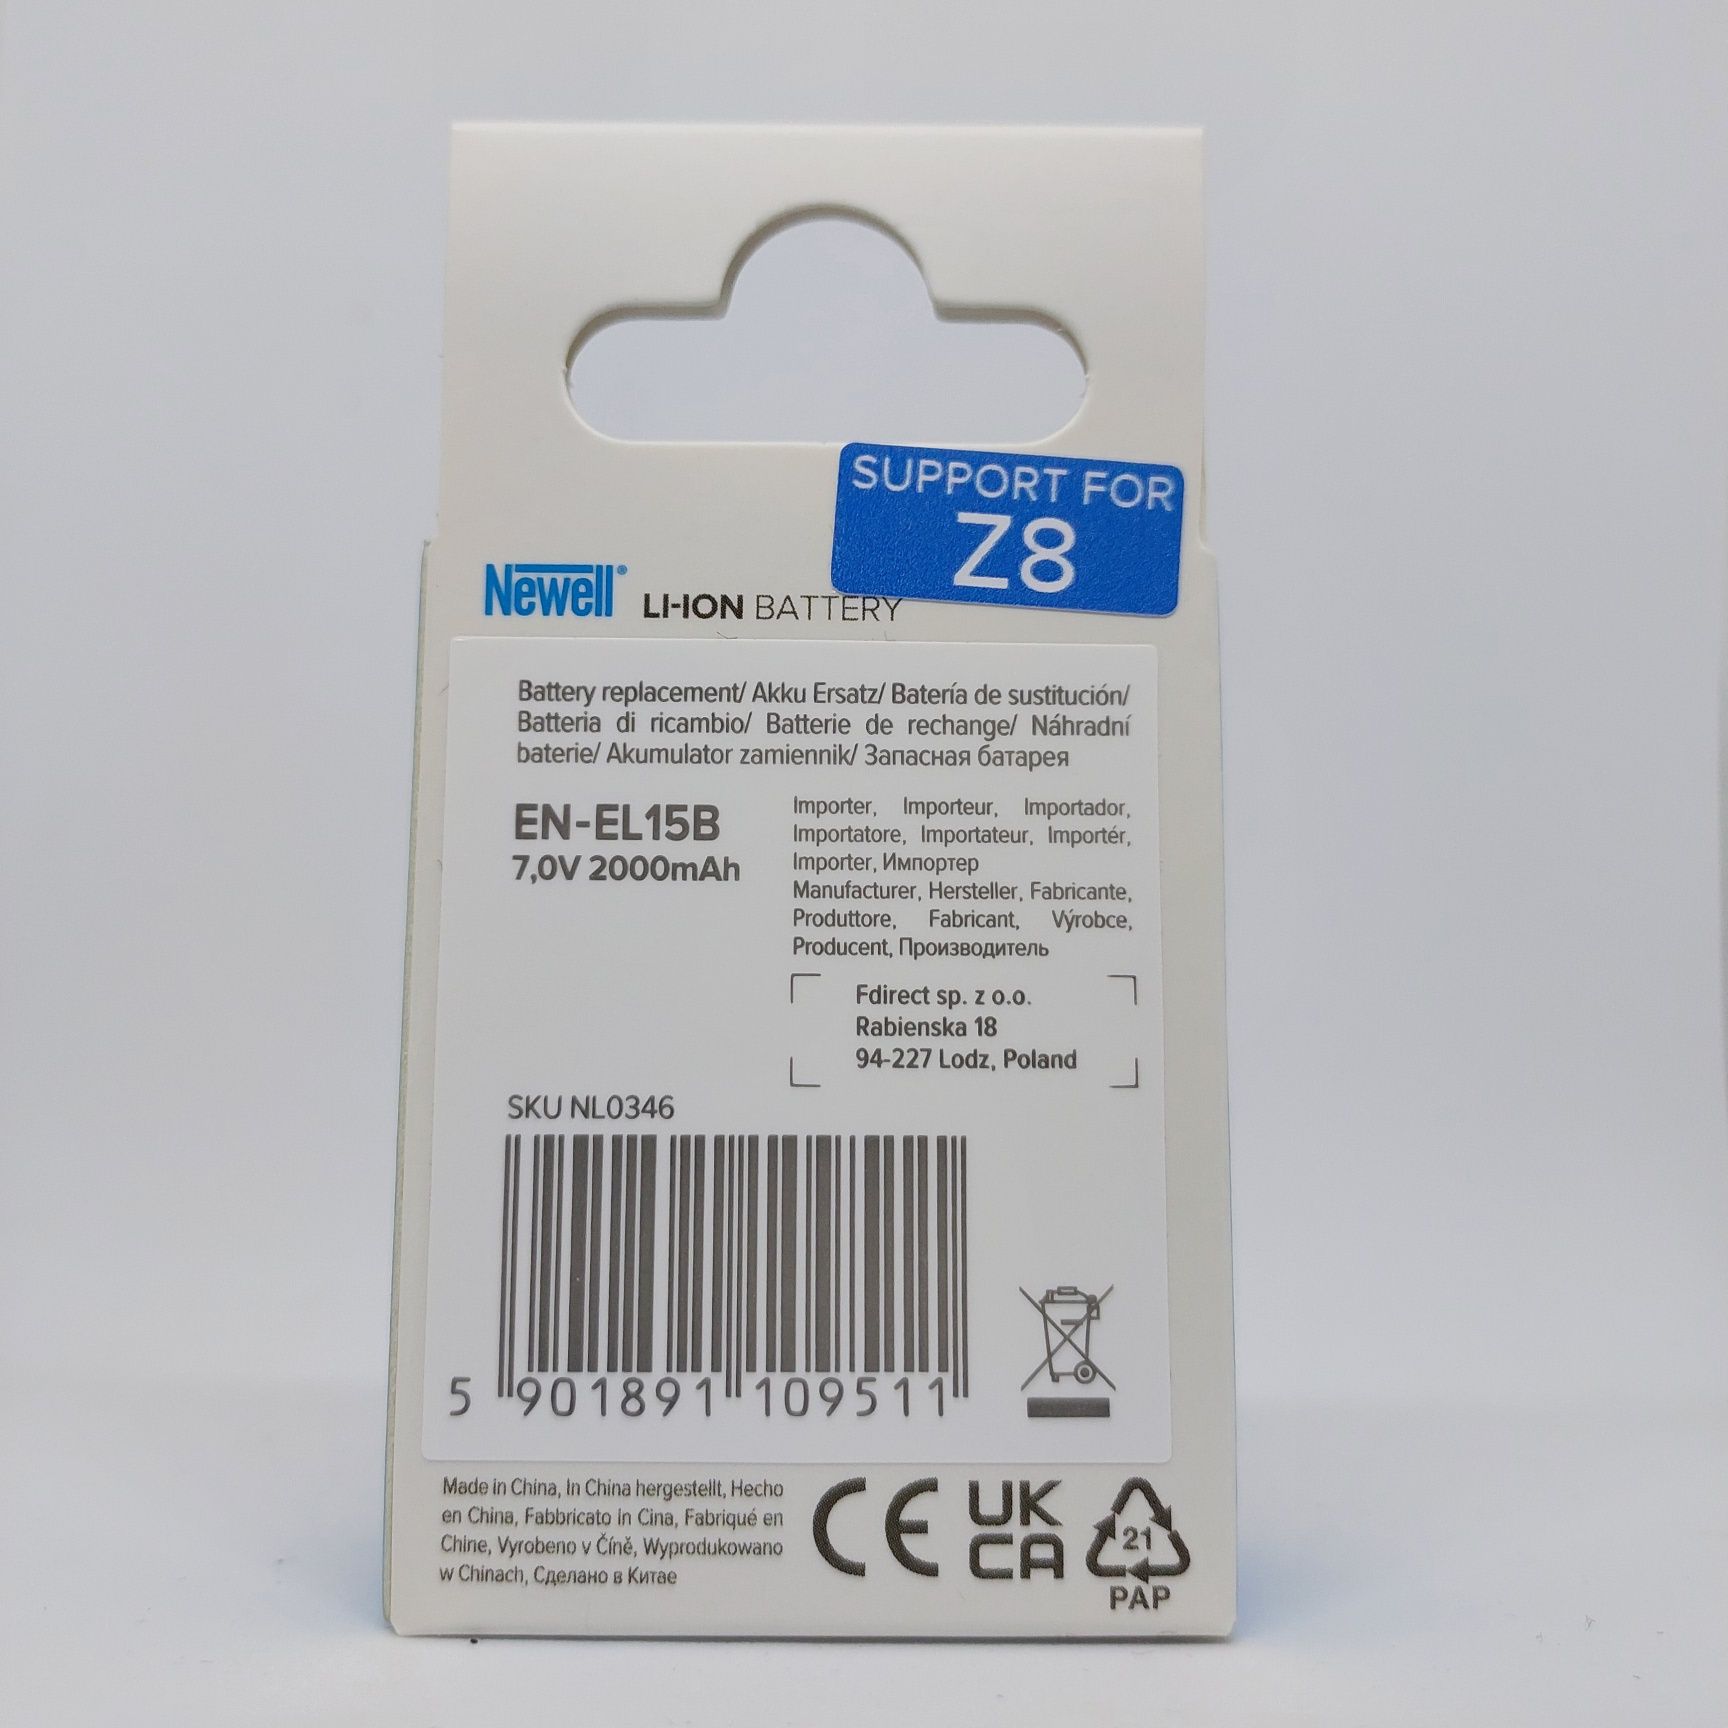 SUPPORT FOR
Z8
Newell® LI-ION BATTERY
Battery replacement/ Akku Ersatz/ Batería de sustitución/
Batteria di ricambio/ Batterie de rechange/ Náhradní
baterie/ Akumulator zamiennik/ Запасная батарея
EN-EL15B
7,0V 2000mAh
Importer, Importeur, Importador,
Importatore, Importateur, Importér,
Importer, Импортер
Manufacturer, Hersteller, Fabricante,
Produttore, Fabricant, Výrobce,
Producent, Производитель
Fdirect sp. z o.o.
Rabienska 18
94-227 Lodz, Poland
SKU NL0346
5 901891 109511
Made in China, In China hergestellt, Hecho
en China, Fabbricato in Cina, Fabriqué en
Chine, Vyrobeno v Číně, Wyprodukowano
w Chinach, Сделано в Китае
CE
UK
CA
21
PAP